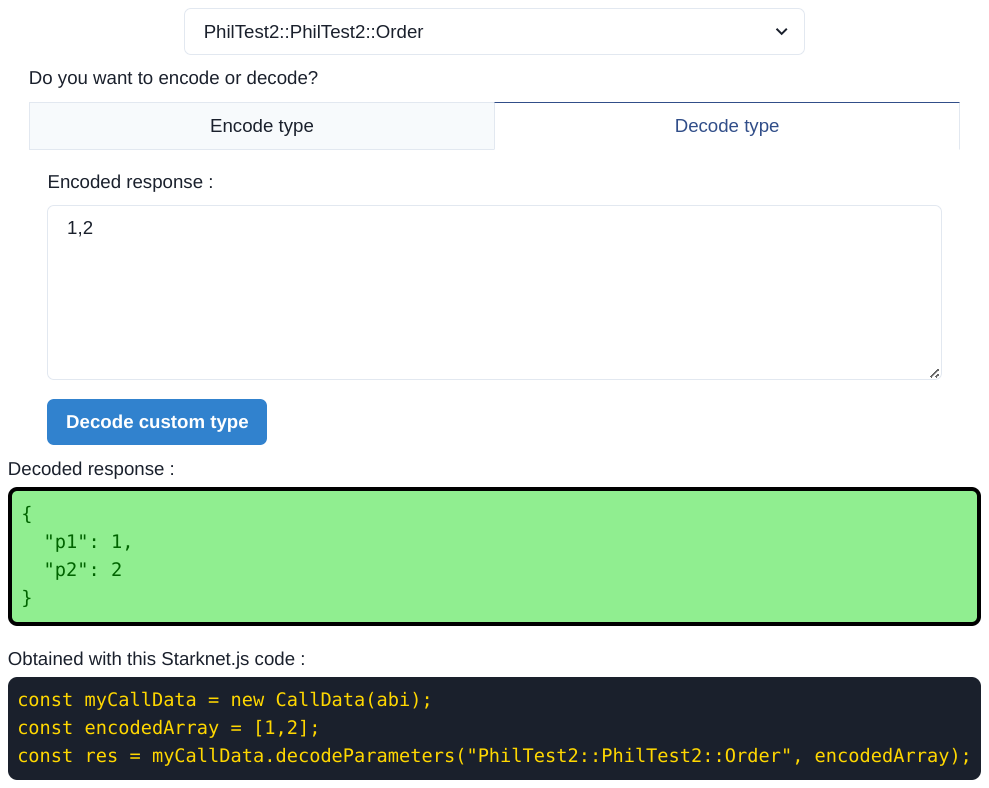 PhilTest2::PhilTest2::Order
Do you want to encode or decode?
Encode type
Decode type
Encoded response :
1,2
Decode custom type
Decoded response :
{
  "p1": 1,
  "p2": 2
}
Obtained with this Starknet.js code :
const myCallData = new CallData(abi);
const encodedArray = [1,2];
const res = myCallData.decodeParameters("PhilTest2::PhilTest2::Order", encodedArray);